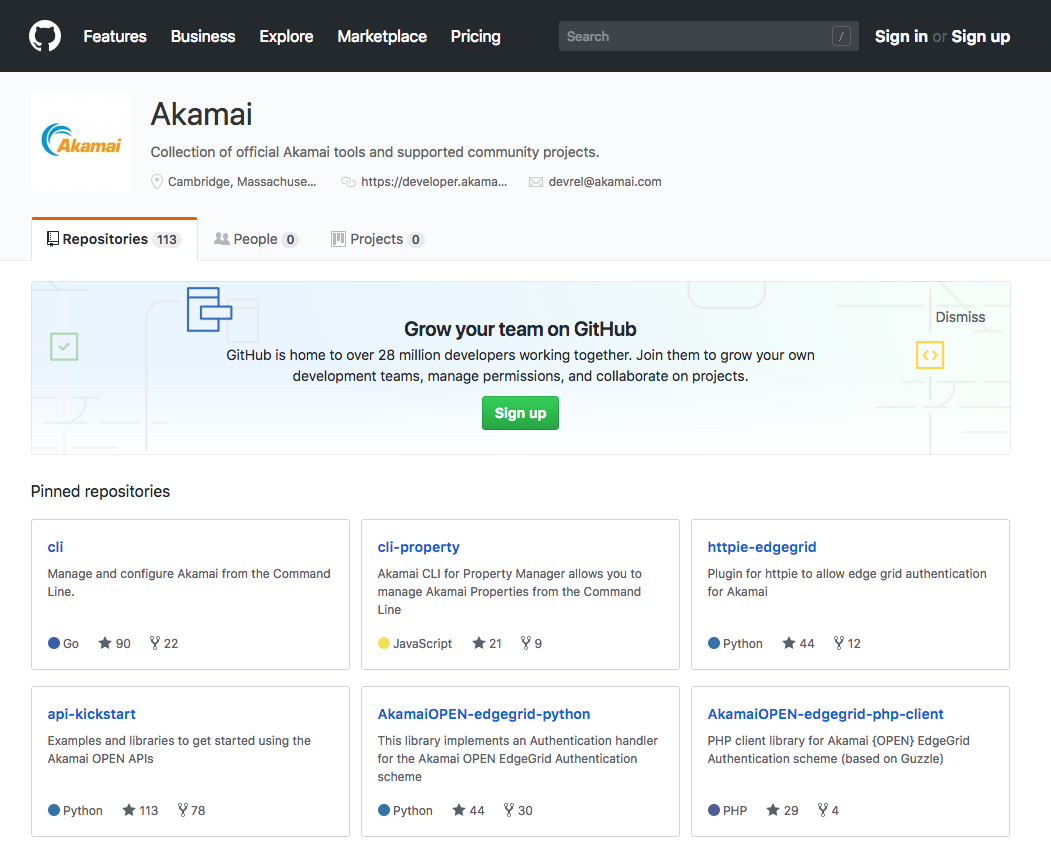 Features Business Explore Marketplace Pricing Search / Sign in or Sign up
Akamai
Akamai
Collection of official Akamai tools and supported community projects.
Cambridge, Massachuse... https://developer.akama... devrel@akamai.com
Repositories 113 People 0 Projects 0
Dismiss
Grow your team on GitHub
GitHub is home to over 28 million developers working together. Join them to grow your own
development teams, manage permissions, and collaborate on projects.
Sign up
Pinned repositories
cli
Manage and configure Akamai from the Command
Line.
Go 90 22
cli-property
Akamai CLI for Property Manager allows you to
manage Akamai Properties from the Command
Line
JavaScript 21 9
httpie-edgegrid
Plugin for httpie to allow edge grid authentication
for Akamai
Python 44 12
api-kickstart
Examples and libraries to get started using the
Akamai OPEN APIs
Python 113 78
AkamaiOPEN-edgegrid-python
This library implements an Authentication handler
for the Akamai OPEN EdgeGrid Authentication
scheme
Python 44 30
AkamaiOPEN-edgegrid-php-client
PHP client library for Akamai {OPEN} EdgeGrid
Authentication scheme (based on Guzzle)
PHP 29 4